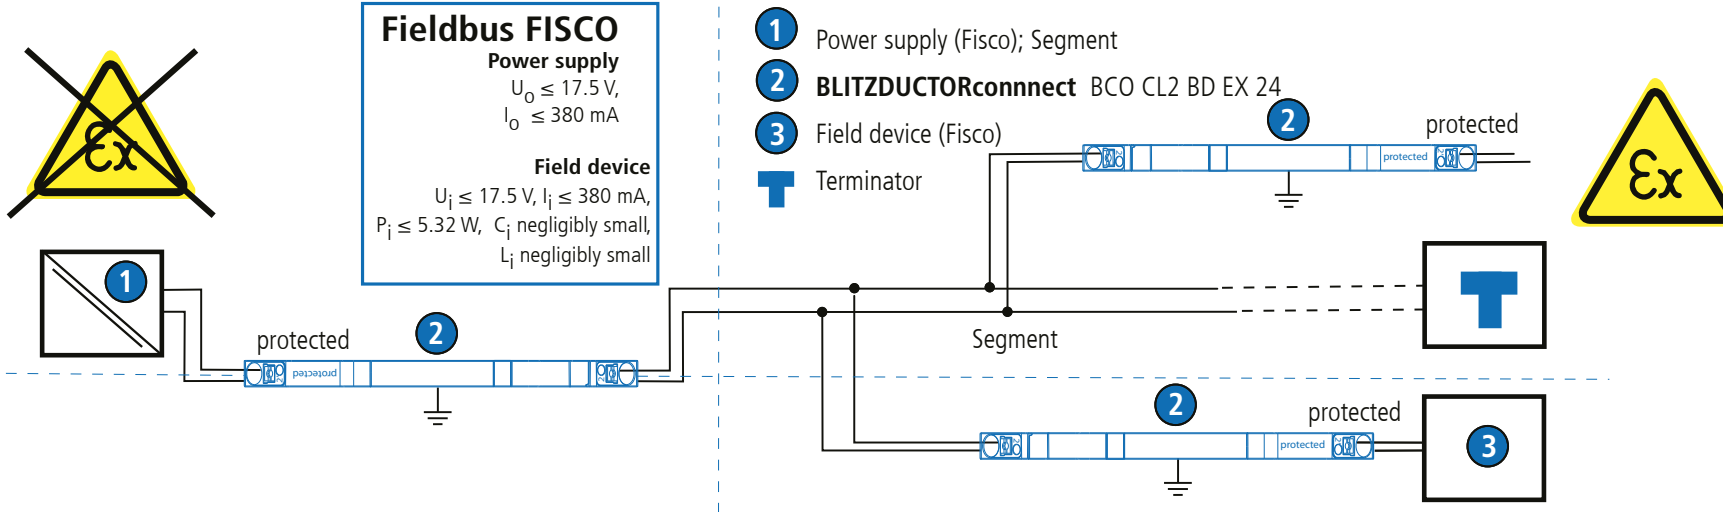 Fieldbus FISCO
Power supply
Uo ≤ 17.5 V,
Io ≤ 380 mA
Field device
Ui ≤ 17.5 V, Ii ≤ 380 mA,
Pi ≤ 5.32 W, Ci negligibly small,
Li negligibly small
1 Power supply (Fisco); Segment
2 BLITZDUCTORconnnect BCO CL2 BD EX 24
3 Field device (Fisco)
Terminator
Ex
Ex
2
protected
protected
1
protected
2
protected
Segment
2
protected
protected
3